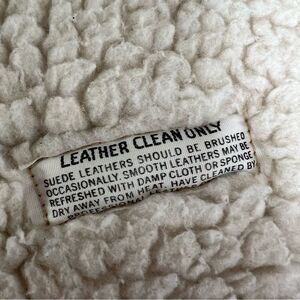 LEATHER CLEAN ONLY
SUEDE LEATHERS SHOULD BE BRUSHED
OCCASIONALLY. SMOOTH LEATHERS MAY BE
REFRESHED WITH DAMP CLOTH OR SPONGE
DRY AWAY FROM HEAT. HAVE CLEANED BY
PROFESSIONAL